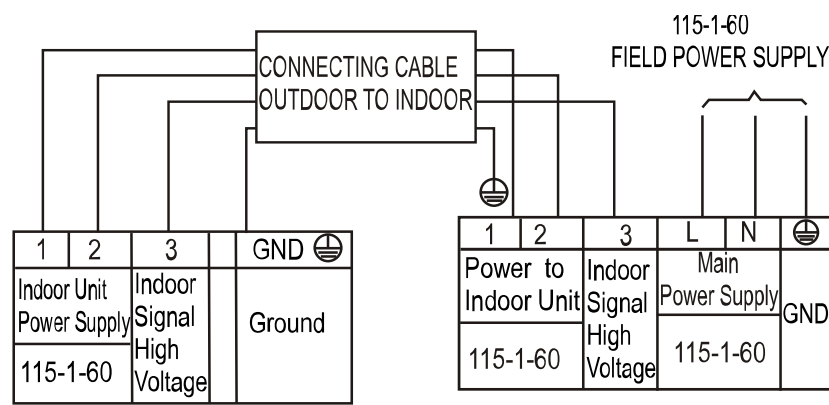 115-1-60
FIELD POWER SUPPLY
CONNECTING CABLE
OUTDOOR TO INDOOR
1 2 3 GND
Indoor Unit
Power Supply
115-1-60
Indoor
Signal
High
Voltage
Ground
1 2 3 L N
Power to
Indoor Unit
115-1-60
Indoor
Signal
High
Voltage
Main
Power Supply
115-1-60
GND